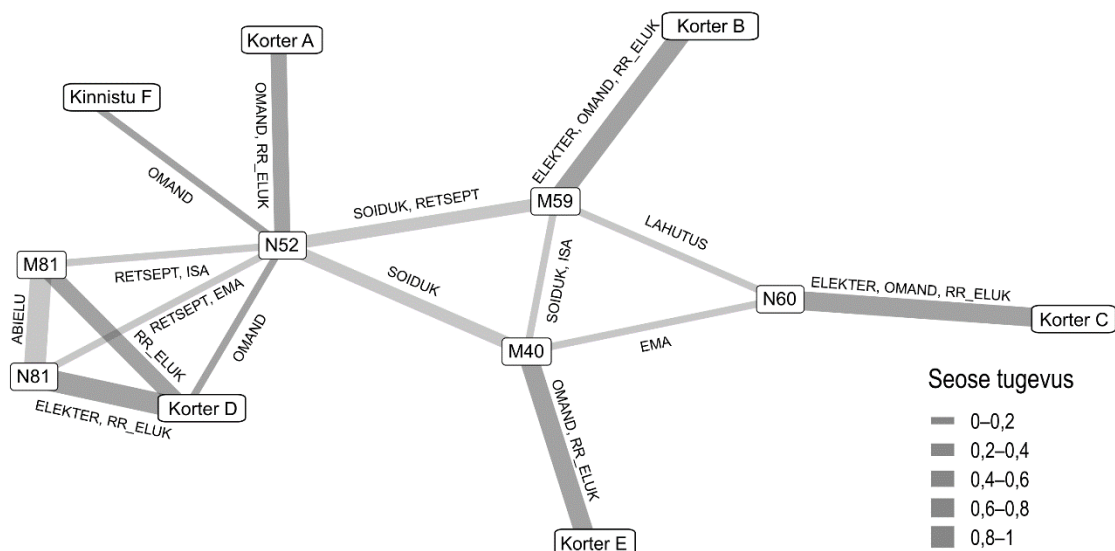 Korter A
Korter B
Kinnistu F
OMAND, RR_ELUK
ELEKTER, OMAND, RR_ELUK
OMAND
SOIDUK, RETSEPT
M59
LAHUTUS
N52
M81
RETSEPT, ISA
SOIDUK
SOIDUK, ISA
ELEKTER, OMAND, RR_ELUK
N60
Korter C
RETSEPT, EMA
ABIELU
RR_ELUK
OMAND
M40
EMA
N81
Korter D
ELEKTER, RR_ELUK
OMAND, RR_ELUK
Korter E
Seose tugevus
0–0,2
0,2–0,4
0,4–0,6
0,6–0,8
0,8–1